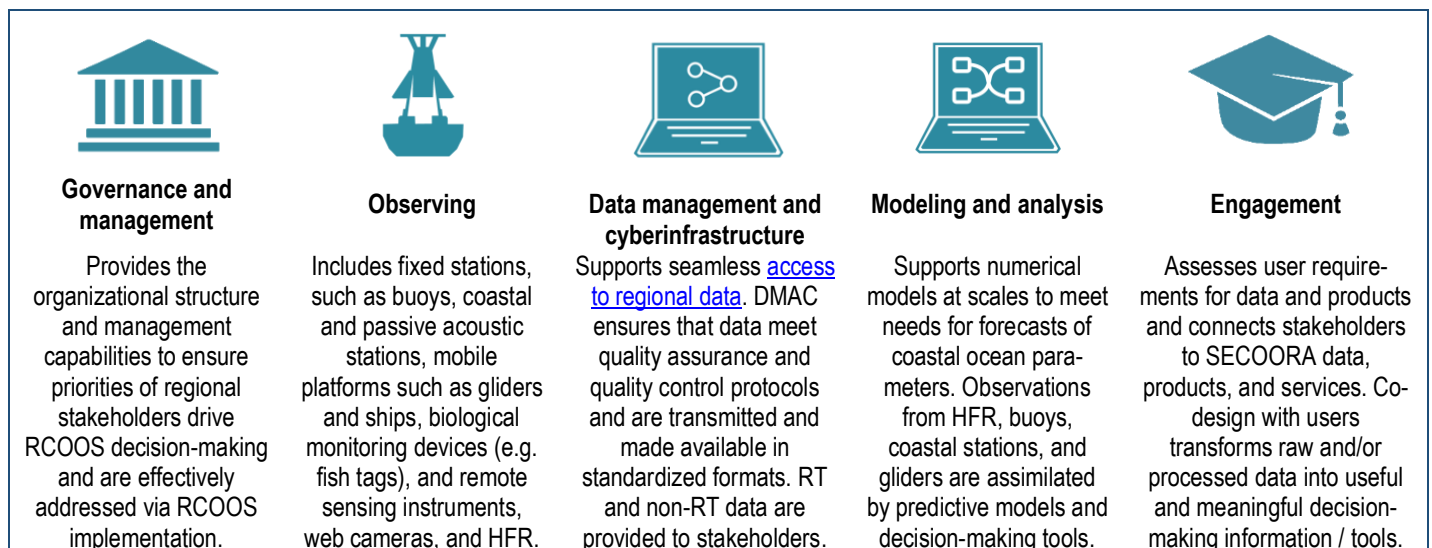 Governance and
management
Provides the
organizational structure
and management
capabilities to ensure
priorities of regional
stakeholders drive
RCOOS decision-making
and are effectively
addressed via RCOOS
implementation.
Observing
Includes fixed stations,
such as buoys, coastal
and passive acoustic
stations, mobile
platforms such as gliders
and ships, biological
monitoring devices (e.g.
fish tags), and remote
sensing instruments,
web cameras, and HFR.
Data management and
cyberinfrastructure
Supports seamless access
to regional data. DMAC
ensures that data meet
quality assurance and
quality control protocols
and are transmitted and
made available in
standardized formats. RT
and non-RT data are
provided to stakeholders.
Modeling and analysis
Supports numerical
models at scales to meet
needs for forecasts of
coastal ocean para-
meters. Observations
from HFR, buoys,
coastal stations, and
gliders are assimilated
by predictive models and
decision-making tools.
Engagement
Assesses user require-
ments for data and products
and connects stakeholders
to SECOORA data,
products, and services. Co-
design with users
transforms raw and/or
processed data into useful
and meaningful decision-
making information / tools.